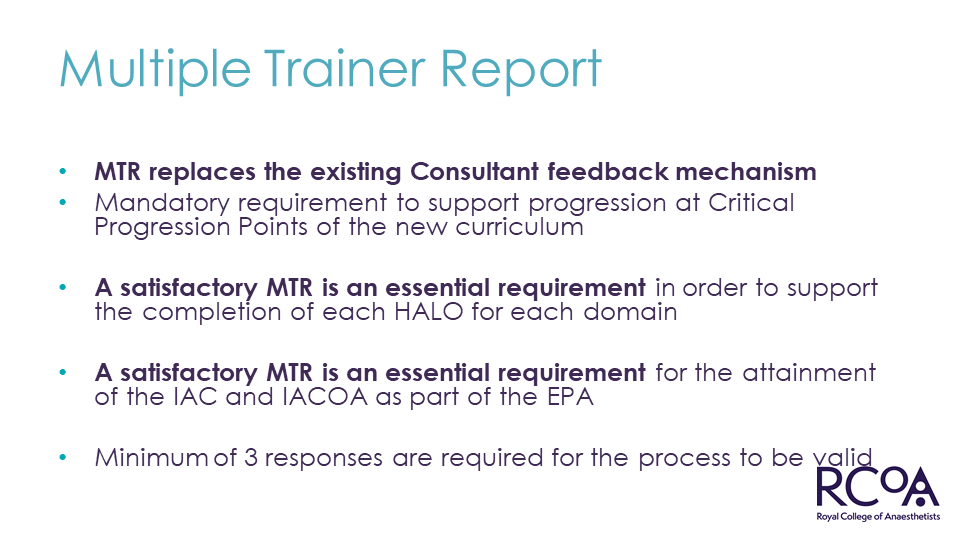 Multiple Trainer Report
• MTR replaces the existing Consultant feedback mechanism
• Mandatory requirement to support progression at Critical
Progression Points of the new curriculum
• A satisfactory MTR is an essential requirement in order to support
the completion of each HALO for each domain
• A satisfactory MTR is an essential requirement for the attainment
of the IAC and IACOA as part of the EPA
• Minimum of 3 responses are required for the process to be valid
RCOA
Royal College of Anaesthetists